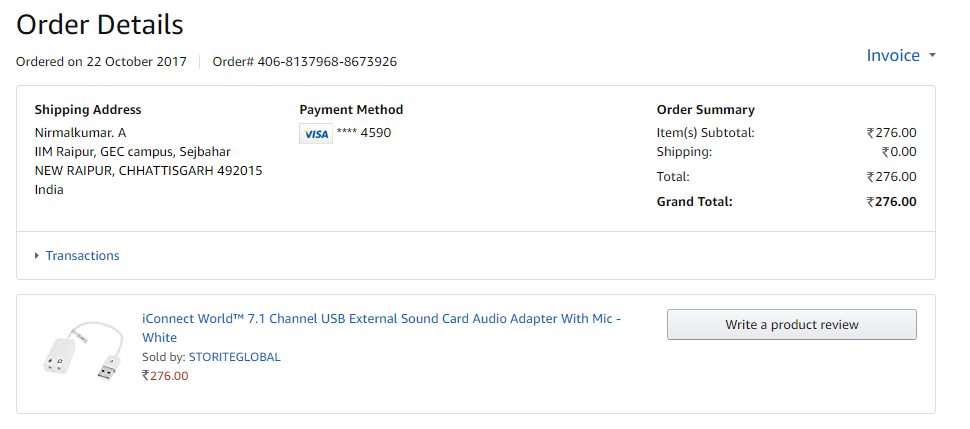 Order Details
Ordered on 22 October 2017 Order# 406-8137968-8673926
Invoice
Shipping Address
Nirmalkumar. A
IIM Raipur, GEC campus, Sejbahar
NEW RAIPUR, CHHATTISGARH 492015
India
Payment Method
VISA **** 4590
Order Summary
Item(s) Subtotal: ₹276.00
Shipping: ₹0.00
Total: ₹276.00
Grand Total: ₹276.00
Transactions
iConnect World™ 7.1 Channel USB External Sound Card Audio Adapter With Mic -
White
Sold by: STORITEGLOBAL
₹276.00
Write a product review